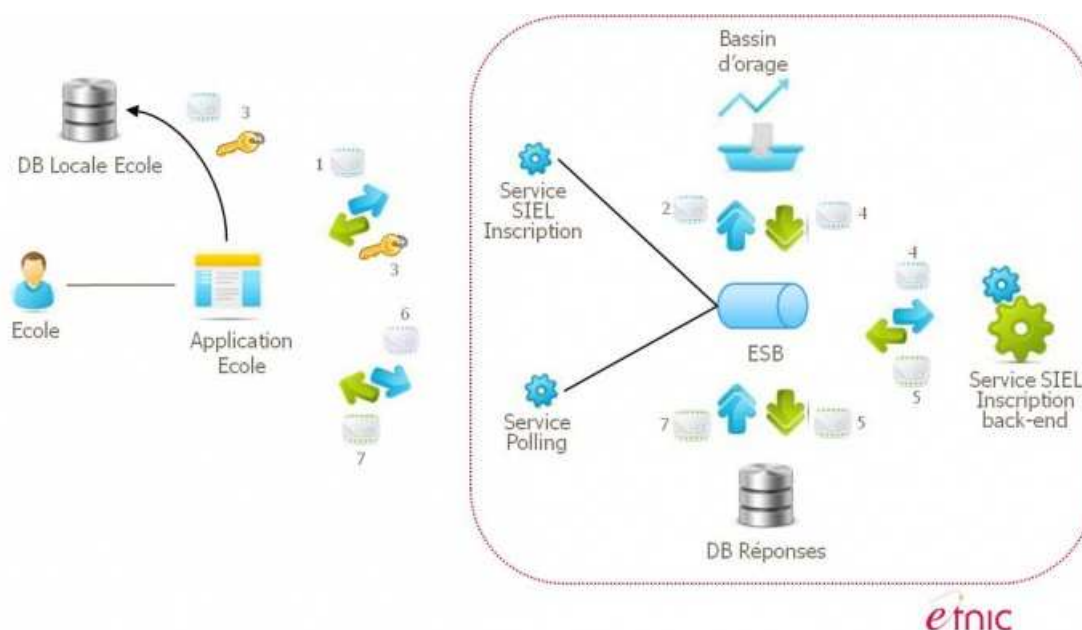 Bassin
d'orage
3
DB Locale Ecole
1
Service
SIEL
Inscription
2
4
3
4
Ecole
Application
Ecole
6
ESB
5
Service SIEL
Inscription
back-end
Service
Polling
7
5
7
DB Réponses
etnic